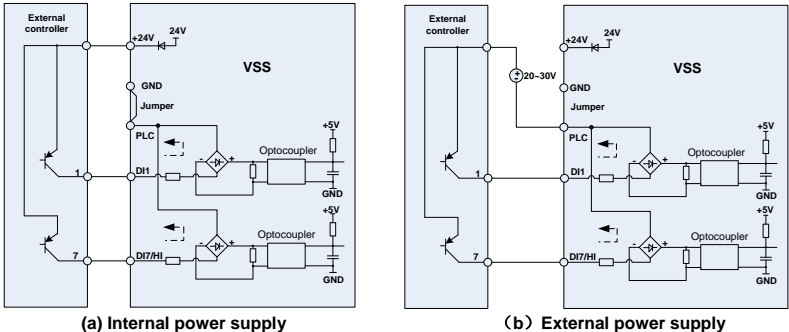 External
controller
+24V
24V
VSS
GND
Jumper
PLC
+5V
Optocoupler
1
DI1
-
+
GND
+5V
Optocoupler
7
DI7/HI
-
+
GND
(a) Internal power supply
External
controller
+24V
24V
VSS
20~30V
GND
Jumper
PLC
+5V
Optocoupler
1
DI1
-
+
GND
+5V
Optocoupler
7
DI7/HI
-
+
GND
（b）External power supply